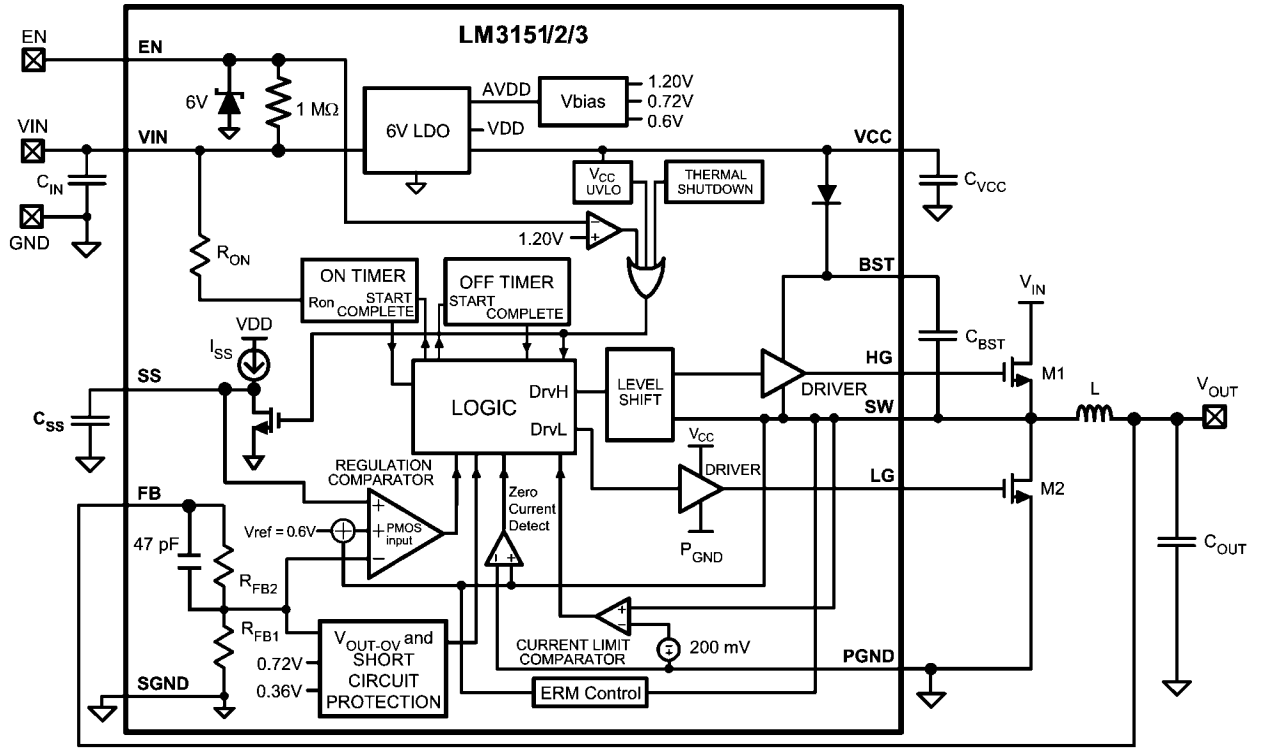 LM3151/2/3
EN
EN
6V
1 MΩ
AVDD
6V LDO
VDD
Vbias
1.20V
0.72V
0.6V
VIN
VIN
VCC
C_IN
GND
V_CC
UVLO
THERMAL
SHUTDOWN
C_VCC
1.20V
R_ON
BST
ON TIMER
Ron
START
COMPLETE
OFF TIMER
START
COMPLETE
V_IN
C_BST
VDD
I_SS
SS
C_SS
LOGIC
DrvH
DrvL
LEVEL
SHIFT
DRIVER
HG
M1
SW
L
V_OUT
V_CC
DRIVER
P_GND
LG
M2
REGULATION
COMPARATOR
Zero
Current
Detect
FB
Vref = 0.6V
+
+
+
−
PMOS
input
47 pF
R_FB2
R_FB1
C_OUT
V_OUT-OV and
SHORT
CIRCUIT
PROTECTION
0.72V
0.36V
CURRENT LIMIT
COMPARATOR
200 mV
PGND
SGND
ERM Control